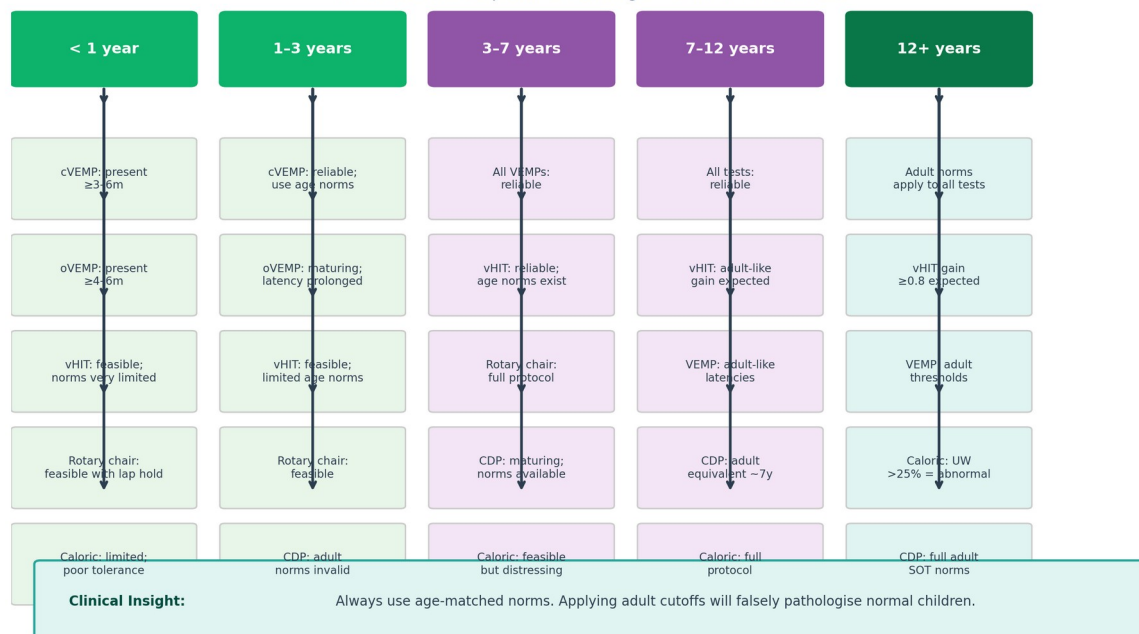 < 1 year
1–3 years
3–7 years
7–12 years
12+ years
cVEMP: present
≥3–6m
cVEMP: reliable;
use age norms
All VEMPs:
reliable
All tests:
reliable
Adult norms
apply to all tests
oVEMP: present
≥4–6m
oVEMP: maturing;
latency prolonged
vHIT: reliable;
age norms exist
vHIT: adult-like
gain expected
vHIT gain
≥0.8 expected
vHIT: feasible;
norms very limited
vHIT: feasible;
limited age norms
Rotary chair:
full protocol
VEMP: adult-like
latencies
VEMP: adult
thresholds
Rotary chair:
feasible with lap hold
Rotary chair:
feasible
CDP: maturing;
norms available
CDP: adult
equivalent ~7y
Caloric: UW
>25% = abnormal
Caloric: limited;
poor tolerance
CDP: adult
norms invalid
Caloric: feasible
but distressing
Caloric: full
protocol
CDP: full adult
SOT norms
Clinical Insight: Always use age-matched norms. Applying adult cutoffs will falsely pathologise normal children.